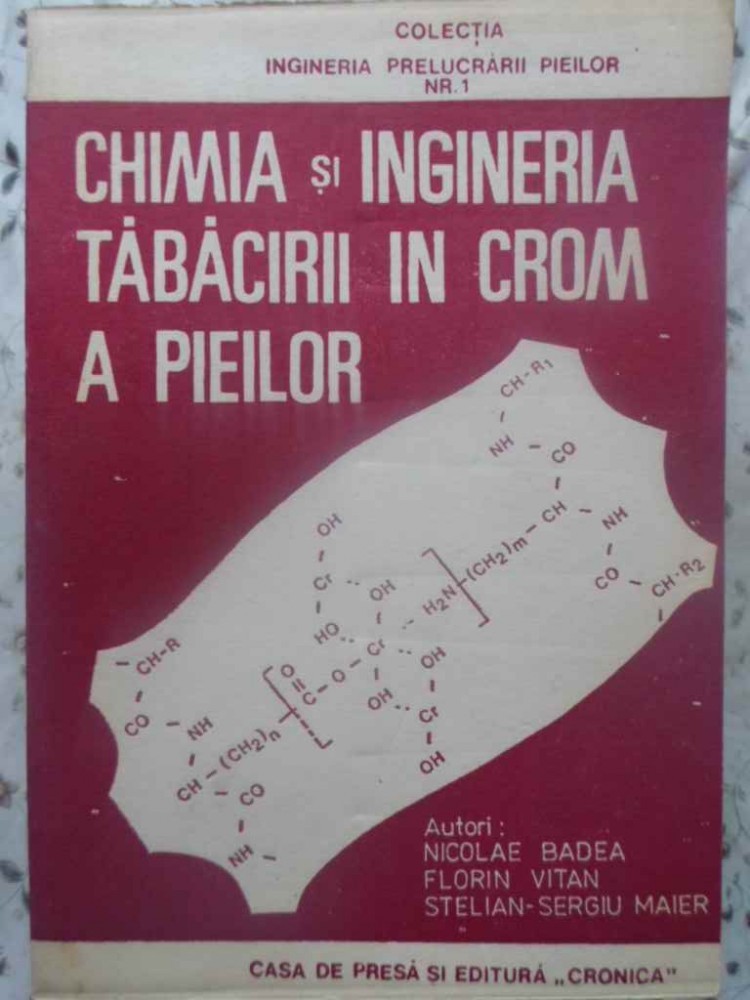 COLECȚIA
INGINERIA PRELUCRĂRII PIEILOR
NR.1
CHIMIA ȘI INGINERIA
TĂBĂCIRII IN CROM
A PIEILOR
CH-R₁
NH - CO
CH - NH
CO - CH-R₂
OH
Cr
OH
HO
Cr
H₂N-(CH₂)m-CH
O
C-O-Cr
OH
OH
Cr
OH
CH-R
CO - NH
CH-(CH₂)n
CO
NH
Autori :
NICOLAE BADEA
FLORIN VITAN
STELIAN-SERGIU MAIER
CASA DE PRESĂ ȘI EDITURĂ „CRONICA"